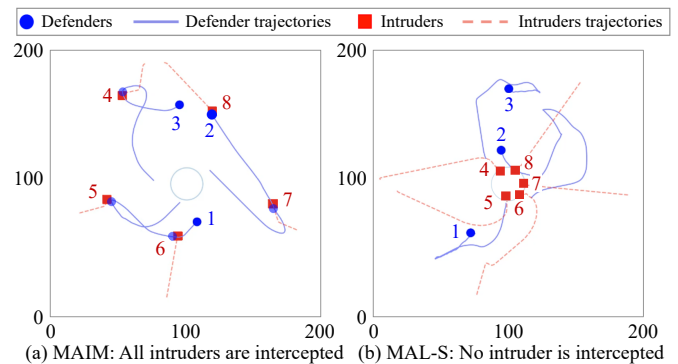 Defenders Defender trajectories Intruders Intruders trajectories
200 200
4 8 3 2
3 2
100 5 7 100 4 8 7
1 5 6
6 1
0 0
0 100 200 0 100 200
(a) MAIM: All intruders are intercepted (b) MAL-S: No intruder is intercepted